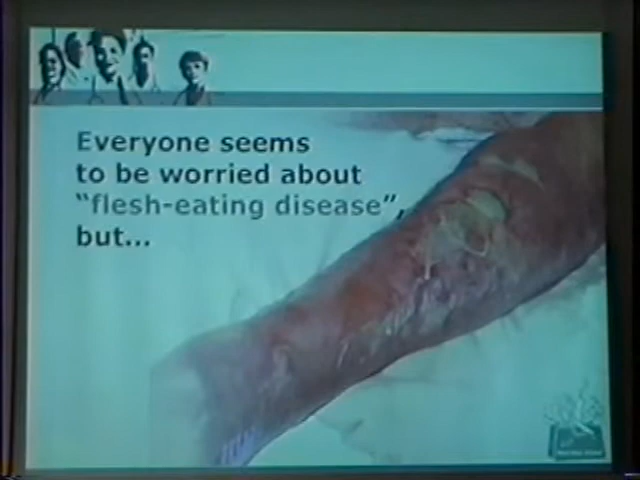 Everyone seems
to be worried about
“flesh-eating disease”,
but...